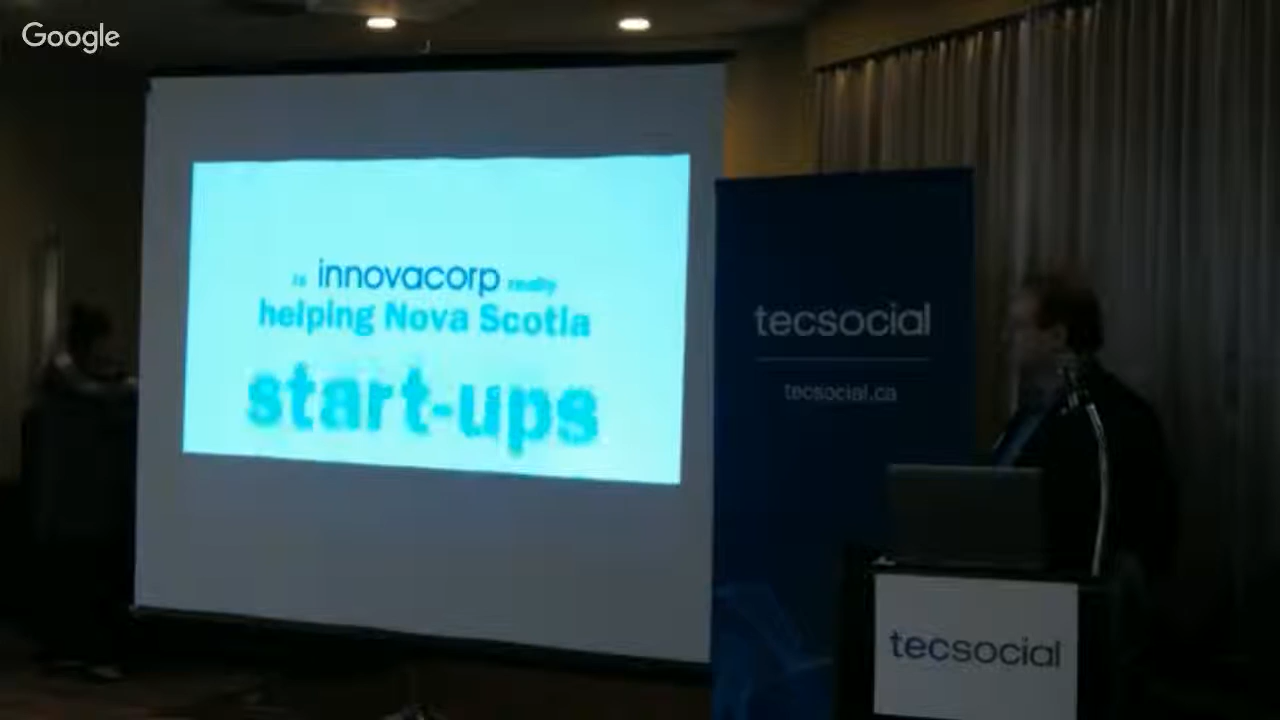 Google
is innovacorp really
helping Nova Scotia
start-ups
tecsocial
tecsocial.ca
tecsocial